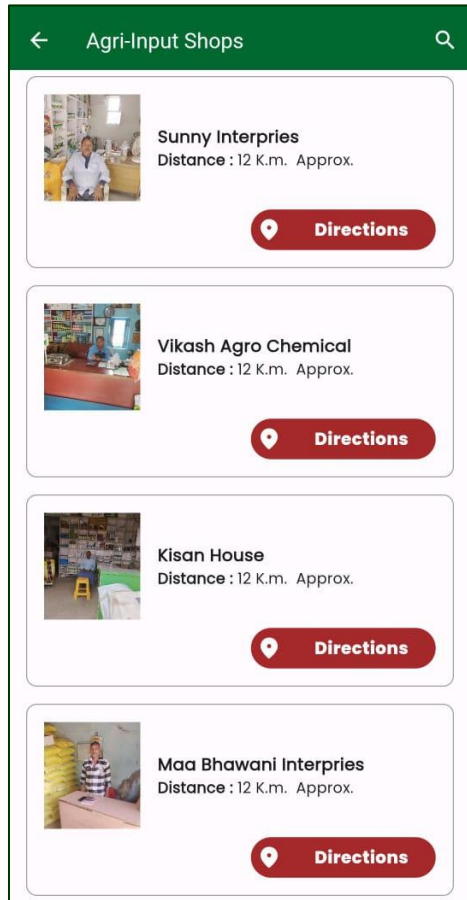 Agri-Input Shops
Sunny Interpries
Distance : 12 K.m. Approx.
Directions
Vikash Agro Chemical
Distance : 12 K.m. Approx.
Directions
Kisan House
Distance : 12 K.m. Approx.
Directions
Maa Bhawani Interpries
Distance : 12 K.m. Approx.
Directions